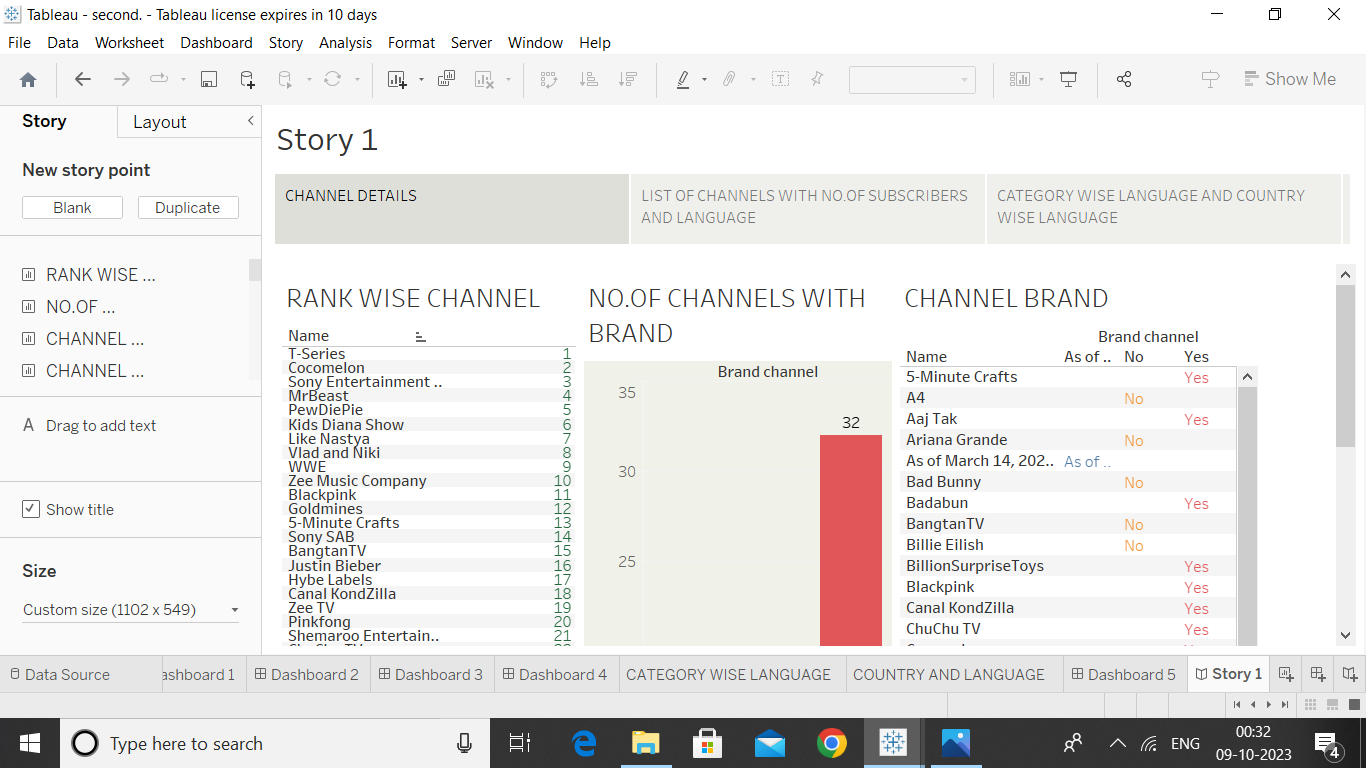 Tableau - second. - Tableau license expires in 10 days
File Data Worksheet Dashboard Story Analysis Format Server Window Help
Show Me
Story Layout
New story point
Blank Duplicate
RANK WISE ...
NO.OF ...
CHANNEL ...
CHANNEL ...
A Drag to add text
Show title
Size
Custom size (1102 x 549)
Story 1
CHANNEL DETAILS
LIST OF CHANNELS WITH NO.OF SUBSCRIBERS
AND LANGUAGE
CATEGORY WISE LANGUAGE AND COUNTRY
WISE LANGUAGE
RANK WISE CHANNEL
Name
T-Series 1
Cocomelon 2
Sony Entertainment .. 3
MrBeast 4
PewDiePie 5
Kids Diana Show 6
Like Nastya 7
Vlad and Niki 8
WWE 9
Zee Music Company 10
Blackpink 11
Goldmines 12
5-Minute Crafts 13
Sony SAB 14
BangtanTV 15
Justin Bieber 16
Hybe Labels 17
Canal KondZilla 18
Zee TV 19
Pinkfong 20
Shemaroo Entertain.. 21
NO.OF CHANNELS WITH
BRAND
Brand channel
35
32
30
25
CHANNEL BRAND
Brand channel
Name As of .. No Yes
5-Minute Crafts Yes
A4 No
Aaj Tak Yes
Ariana Grande No
As of March 14, 202.. As of ..
Bad Bunny No
Badabun Yes
BangtanTV No
Billie Eilish No
BillionSurpriseToys Yes
Blackpink Yes
Canal KondZilla Yes
ChuChu TV Yes
Data Source ashboard 1 Dashboard 2 Dashboard 3 Dashboard 4 CATEGORY WISE LANGUAGE COUNTRY AND LANGUAGE Dashboard 5 Story 1
Type here to search
ENG
00:32
09-10-2023
4